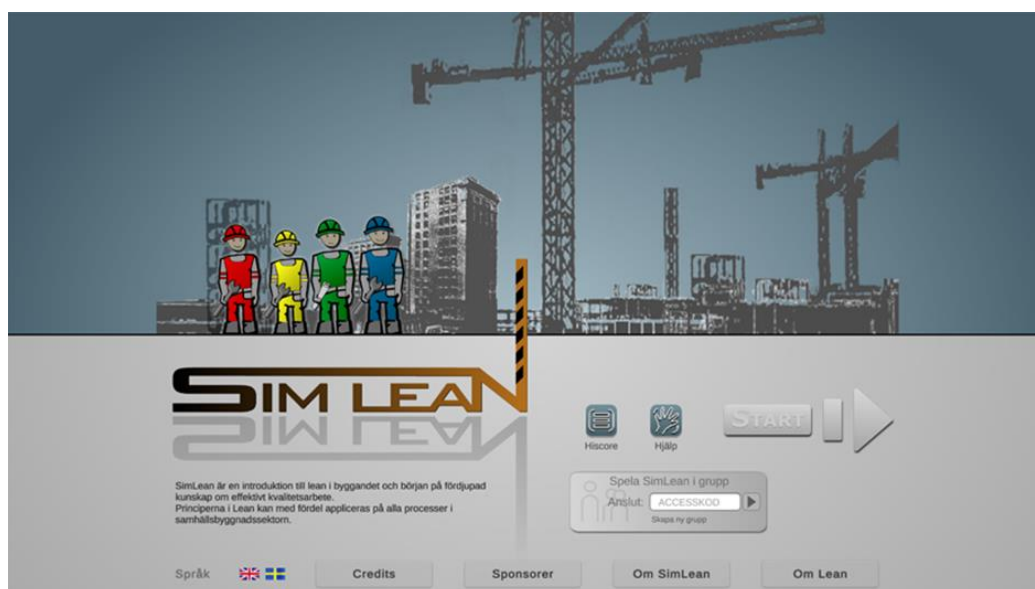 SIM LEAN
START
Hiscore
Hjälp
SimLean är en introduktion till lean i byggandet och början på fördjupad
kunskap om effektivt kvalitetsarbete.
Principerna i Lean kan med fördel appliceras på alla processer i
samhällsbyggnadssektorn.
Spela SimLean i grupp
Anslut: ACCESSKOD
Skapa ny grupp
Språk
Credits
Sponsorer
Om SimLean
Om Lean